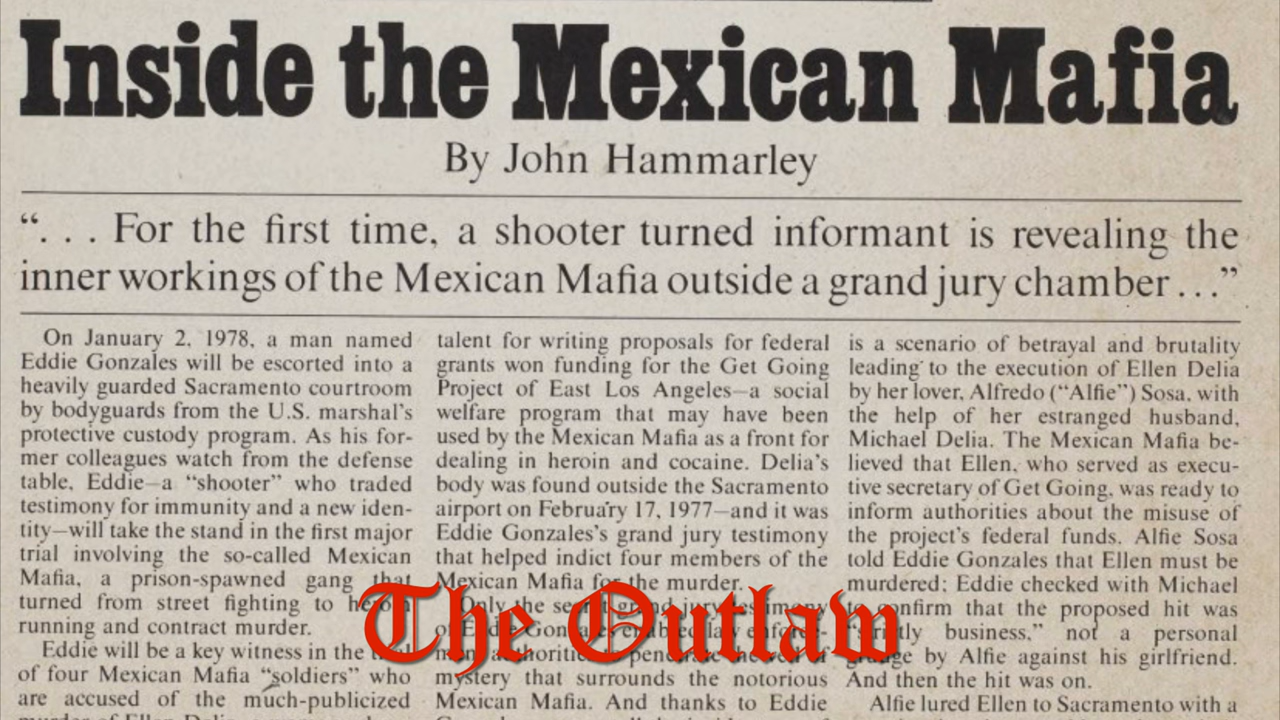 Inside the Mexican Mafia
By John Hammarley
“. . . For the first time, a shooter turned informant is revealing the
inner workings of the Mexican Mafia outside a grand jury chamber . . .”
On January 2, 1978, a man named
Eddie Gonzales will be escorted into a
heavily guarded Sacramento courtroom
by bodyguards from the U.S. marshal's
protective custody program. As his for-
mer colleagues watch from the defense
table, Eddie—a “shooter” who traded
testimony for immunity and a new iden-
tity—will take the stand in the first major
trial involving the so-called Mexican
Mafia, a prison-spawned gang that
turned from street fighting to heroin
running and contract murder.
Eddie will be a key witness in the trial
of four Mexican Mafia “soldiers” who
are accused of the much-publicized
murder of Ellen Delia
talent for writing proposals for federal
grants won funding for the Get Going
Project of East Los Angeles—a social
welfare program that may have been
used by the Mexican Mafia as a front for
dealing in heroin and cocaine. Delia's
body was found outside the Sacramento
airport on February 17, 1977—and it was
Eddie Gonzales's grand jury testimony
that helped indict four members of the
Mexican Mafia for the murder.
Only the secret grand jury testimony
of Eddie Gonzales enabled law enforce-
ment authorities penetrate the veil of
mystery that surrounds the notorious
Mexican Mafia. And thanks to Eddie
is a scenario of betrayal and brutality
leading to the execution of Ellen Delia
by her lover, Alfredo (“Alfie”) Sosa, with
the help of her estranged husband,
Michael Delia. The Mexican Mafia be-
lieved that Ellen, who served as execu-
tive secretary of Get Going, was ready to
inform authorities about the misuse of
the project's federal funds. Alfie Sosa
told Eddie Gonzales that Ellen must be
murdered; Eddie checked with Michael
to confirm that the proposed hit was
“strictly business,” not a personal
grudge by Alfie against his girlfriend.
And then the hit was on.
Alfie lured Ellen to Sacramento with a
The Outlaw